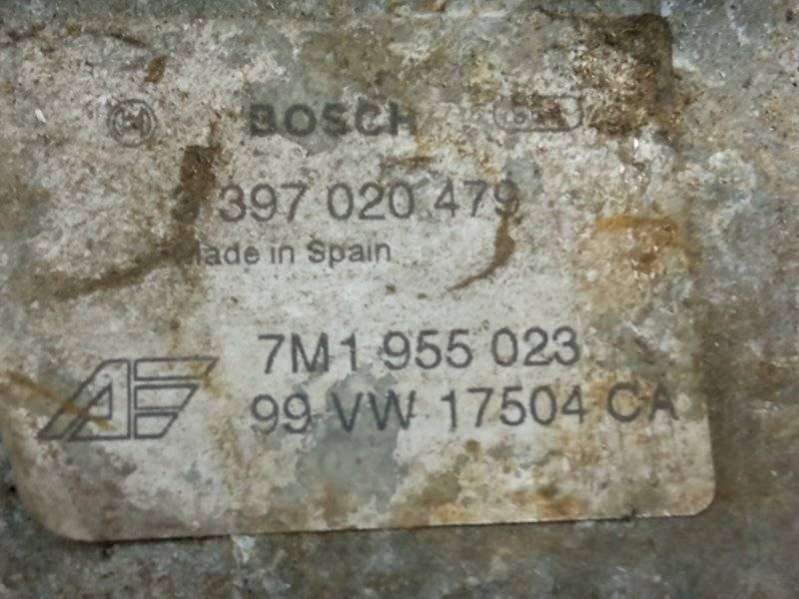 BOSCH
397 020 479
Made in Spain
7M1 955 023
99 VW 17504 CA